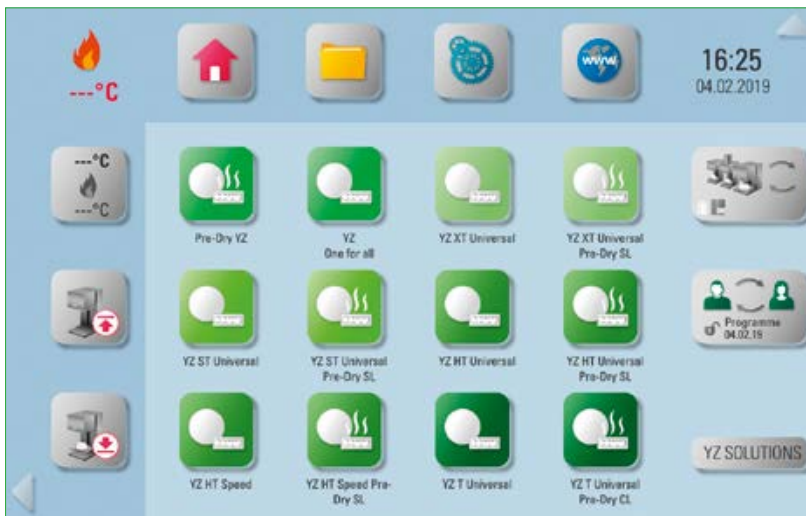 ---°C
www
16:25
04.02.2019
---°C
---°C
Pre-Dry YZ
YZ
One for all
YZ XT Universal
YZ XT Universal
Pre-Dry SL
YZ ST Universal
YZ ST Universal
Pre-Dry SL
YZ HT Universal
YZ HT Universal
Pre-Dry SL
Programme
04.02.19
YZ HT Speed
YZ HT Speed Pre-
Dry SL
YZ T Universal
YZ T Universal
Pre-Dry CL
YZ SOLUTIONS